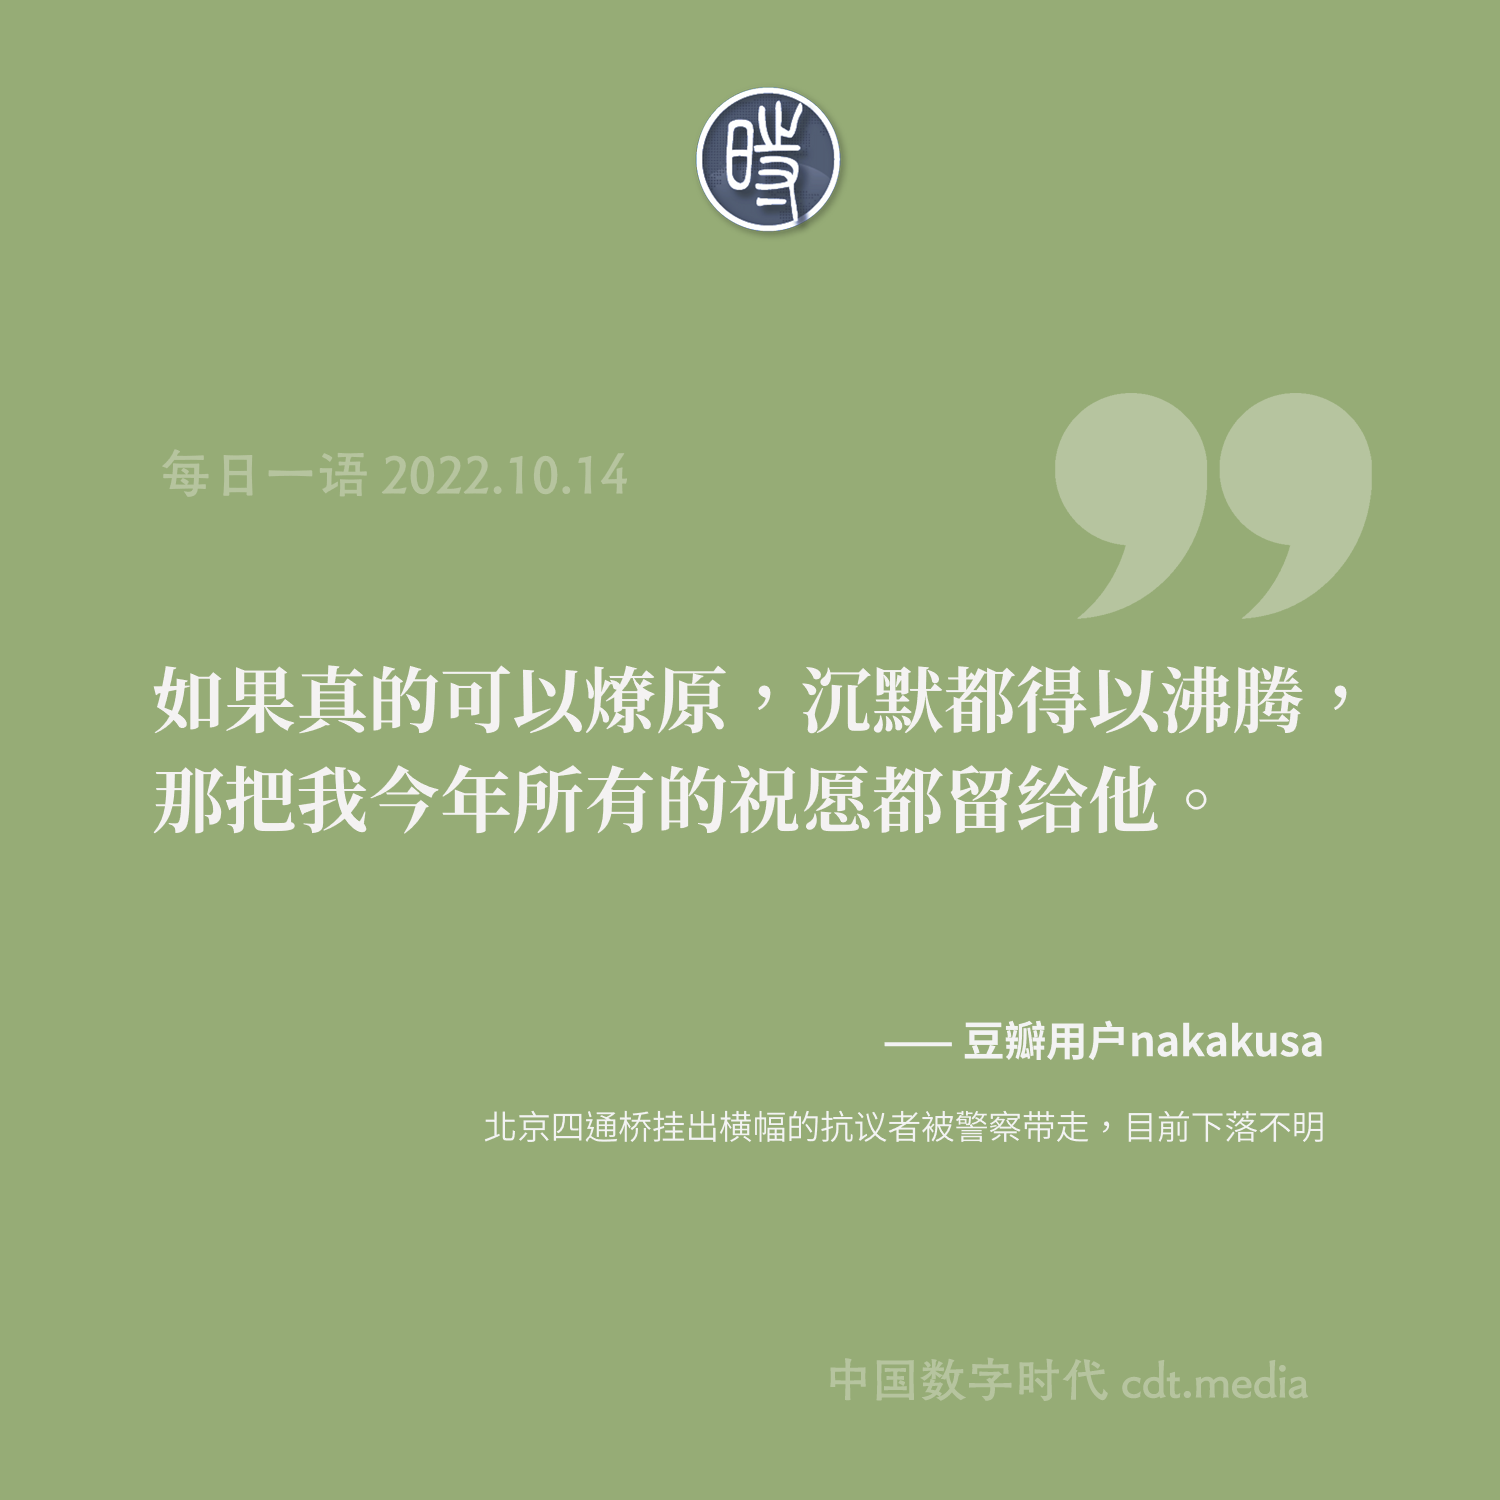 時
每日一语 2022.10.14
如果真的可以燎原，沉默都得以沸腾，
那把我今年所有的祝愿都留给他。
—— 豆瓣用户nakakusa
北京四通桥挂出横幅的抗议者被警察带走，目前下落不明
中国数字时代 cdt.media